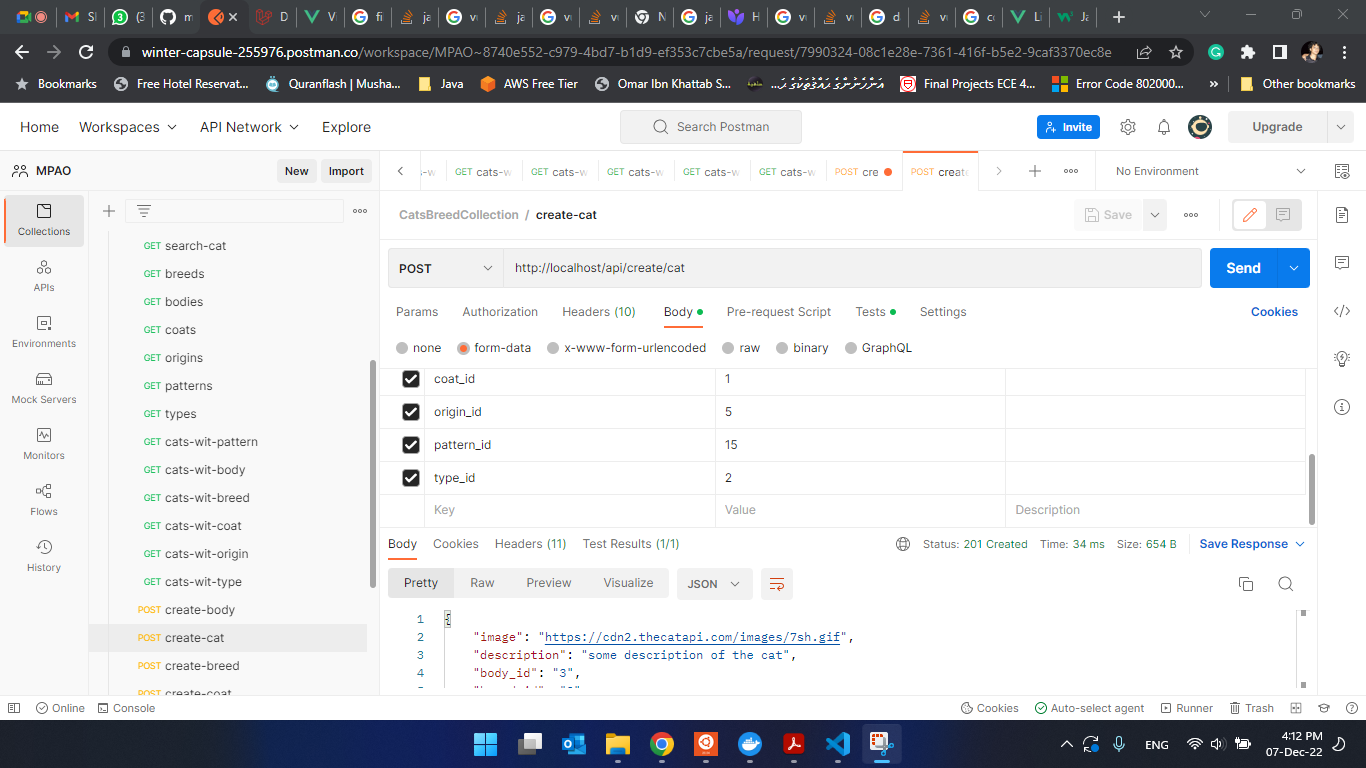 (3
winter-capsule-255976.postman.co/workspace/MPAO~8740e552-c979-4bd7-b1d9-ef353c7cbe5a/request/7990324-08c1e28e-7361-416f-b5e2-9caf3370ec8e
Bookmarks
Free Hotel Reservat...
Quranflash | Musha...
Java
AWS Free Tier
Omar Ibn Khattab S...
Final Projects ECE 4...
Error Code 802000...
»
Other bookmarks
Home
Workspaces
API Network
Explore
Search Postman
Invite
Upgrade
MPAO
New
Import
GET cats-w
GET cats-w
GET cats-w
GET cats-w
GET cats-w
POST cre
POST create
No Environment
Collections
APIs
Environments
Mock Servers
Monitors
Flows
History
GET search-cat
GET breeds
GET bodies
GET coats
GET origins
GET patterns
GET types
GET cats-wit-pattern
GET cats-wit-body
GET cats-wit-breed
GET cats-wit-coat
GET cats-wit-origin
GET cats-wit-type
POST create-body
POST create-cat
POST create-breed
POST create-coat
CatsBreedCollection / create-cat
Save
POST
http://localhost/api/create/cat
Send
Params
Authorization
Headers (10)
Body
Pre-request Script
Tests
Settings
Cookies
none
form-data
x-www-form-urlencoded
raw
binary
GraphQL
coat_id 1
origin_id 5
pattern_id 15
type_id 2
Key Value Description
Body
Cookies
Headers (11)
Test Results (1/1)
Status: 201 Created
Time: 34 ms
Size: 654 B
Save Response
Pretty
Raw
Preview
Visualize
JSON
1 {
2 "image": "https://cdn2.thecatapi.com/images/7sh.gif",
3 "description": "some description of the cat",
4 "body_id": "3",
Online
Console
Cookies
Auto-select agent
Runner
Trash
ENG
4:12 PM
07-Dec-22